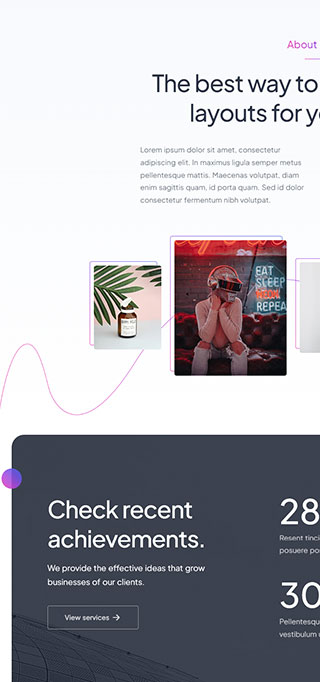 About
The best way to
layouts for
Lorem ipsum dolor sit amet, consectetur
adipiscing elit. In maximus ligula semper metus
pellentesque mattis. Maecenas volutpat, diam
enim sagittis quam, id porta quam. Sed id dolor
consectetur fermentum nibh volutpat.
EAT
SLEEP
REPEA
Check recent
achievements.
We provide the effective ideas that grow
businesses of our clients.
View services
28
Resent tinci
posuere po
30
Pellentesqu
vestibulum